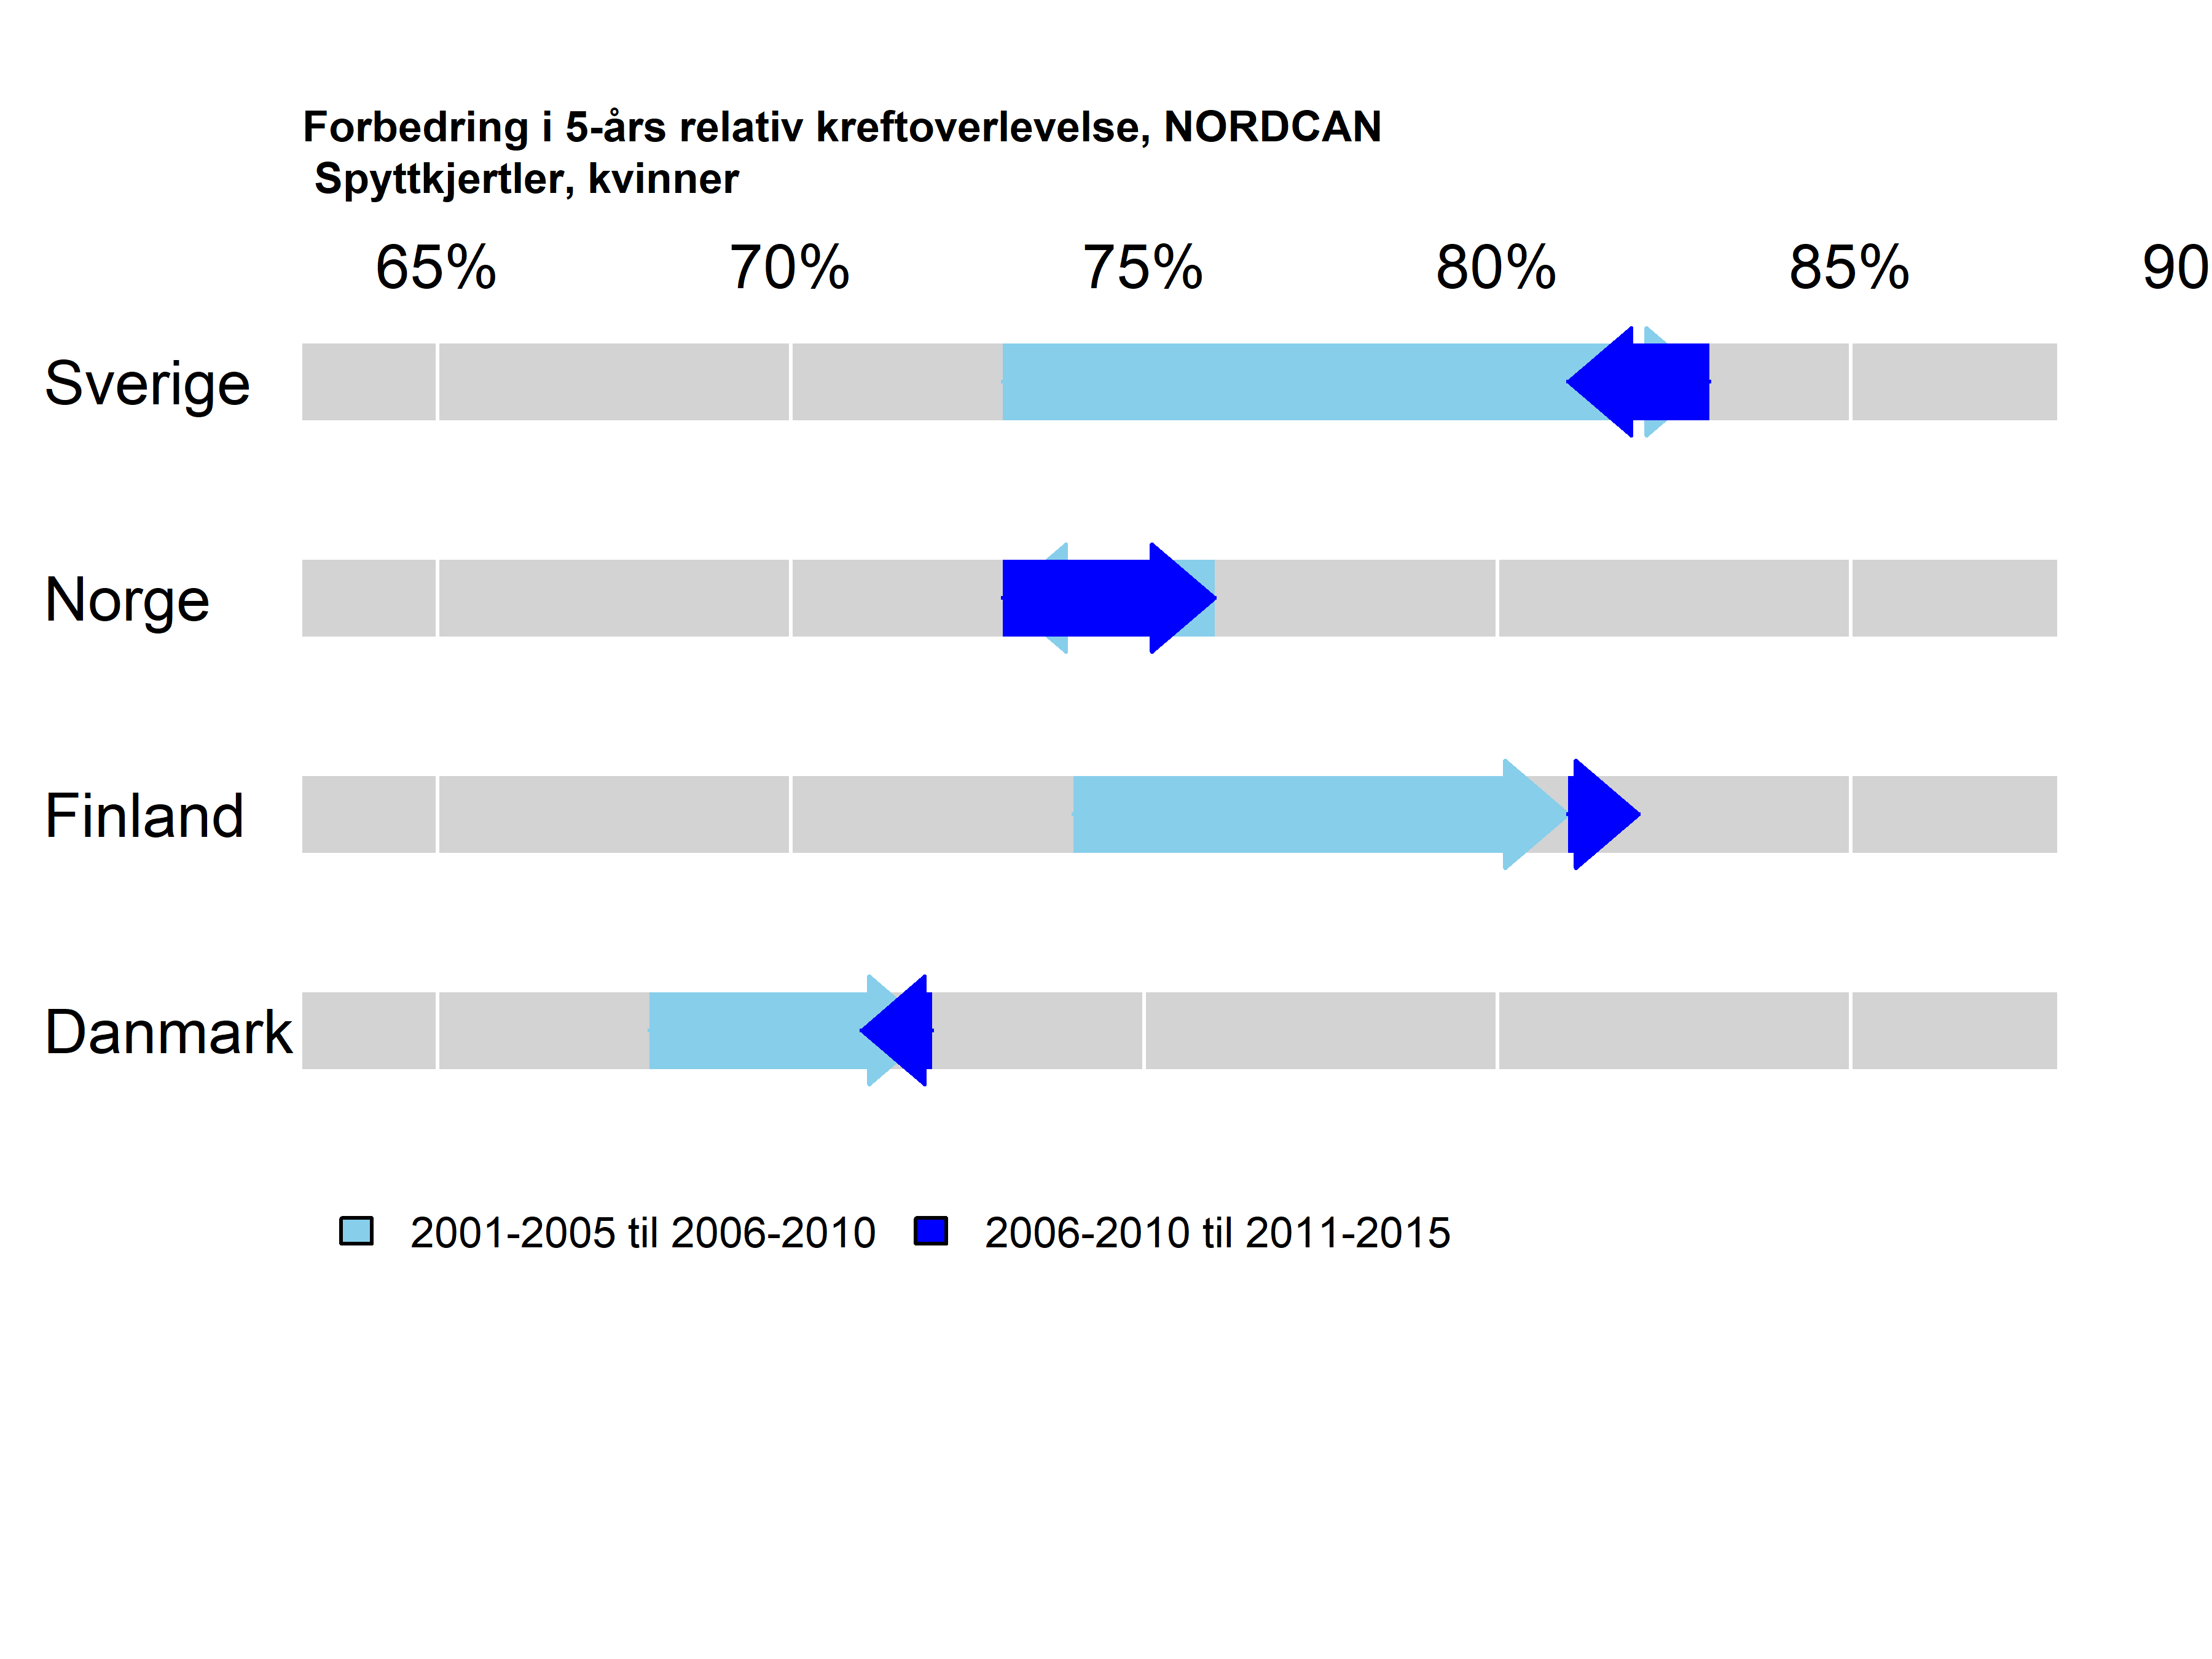 Forbedring i 5-års relativ kreftoverlevelse, NORDCAN
Spyttkjertler, kvinner
65% 70% 75% 80% 85% 90
Sverige
Norge
Finland
Danmark
2001-2005 til 2006-2010 2006-2010 til 2011-2015